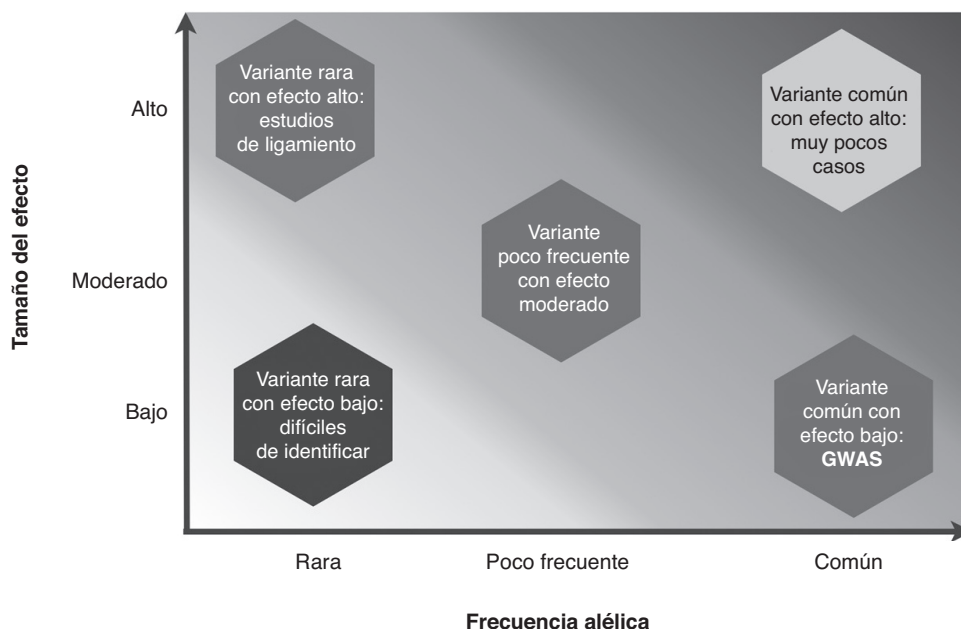 Tamaño del efecto
Alto
Moderado
Bajo
Variante rara
con efecto alto:
estudios
de ligamiento
Variante común
con efecto alto:
muy pocos
casos
Variante
poco frecuente
con efecto
moderado
Variante rara
con efecto bajo:
difíciles
de identificar
Variante
común con
efecto bajo:
GWAS
Rara
Poco frecuente
Común
Frecuencia alélica